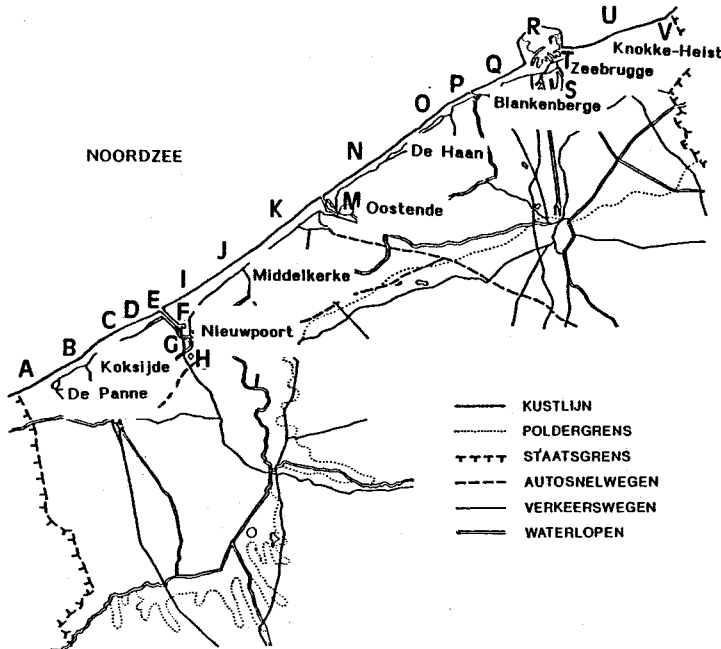 U
R
V
Knokke-Heist
Q
T
Zeebrugge
P
S
O
Blankenberge
N
NOORDZEE
De Haan
K
M
Oostende
J
I
Middelkerke
E
F
D
C
L
Nieuwpoort
G
B
H
A
Koksijde
De Panne
KUSTLIJN
POLDERGRENS
STAATSGRENS
AUTOSNELWEGEN
VERKEERSWEGEN
WATERLOPEN